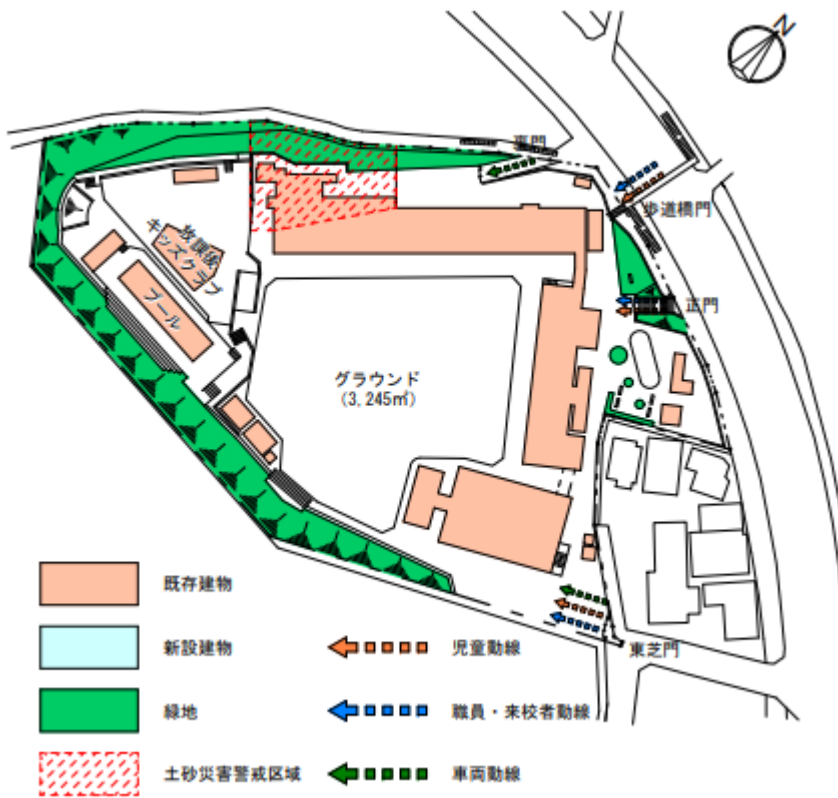 N
東門
歩道橋門
放課後
キッズクラブ
プール
正門
グラウンド
(3,245㎡)
既存建物
新設建物
児童動線
東芝門
緑地
職員・来校者動線
土砂災害警戒区域
車両動線